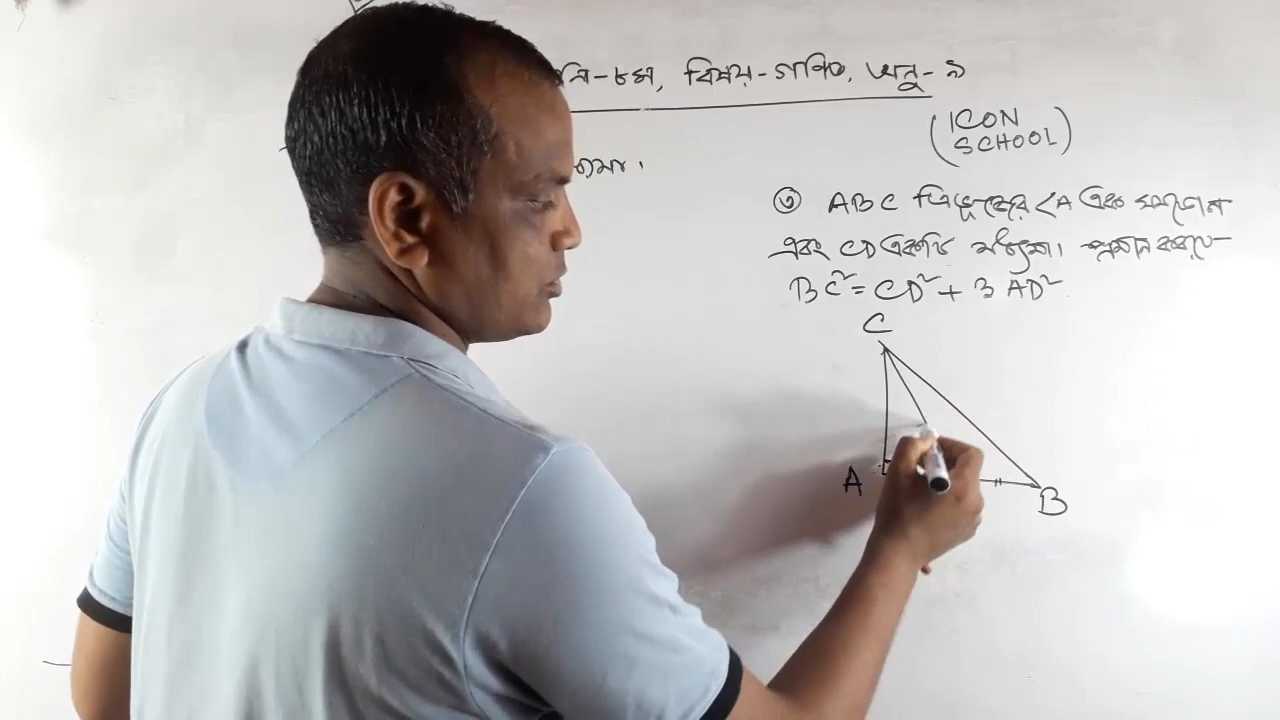 নি-৮ম, বিষয়-গণিত, অনু-৯
(ICON
SCHOOL)
৩ ABC ত্রিভুজের <A এক সমকোণ
এবং CD একটি মধ্যমা। প্রমাণ কর যে-
BC² = CD² + 3 AD²
C
A
B